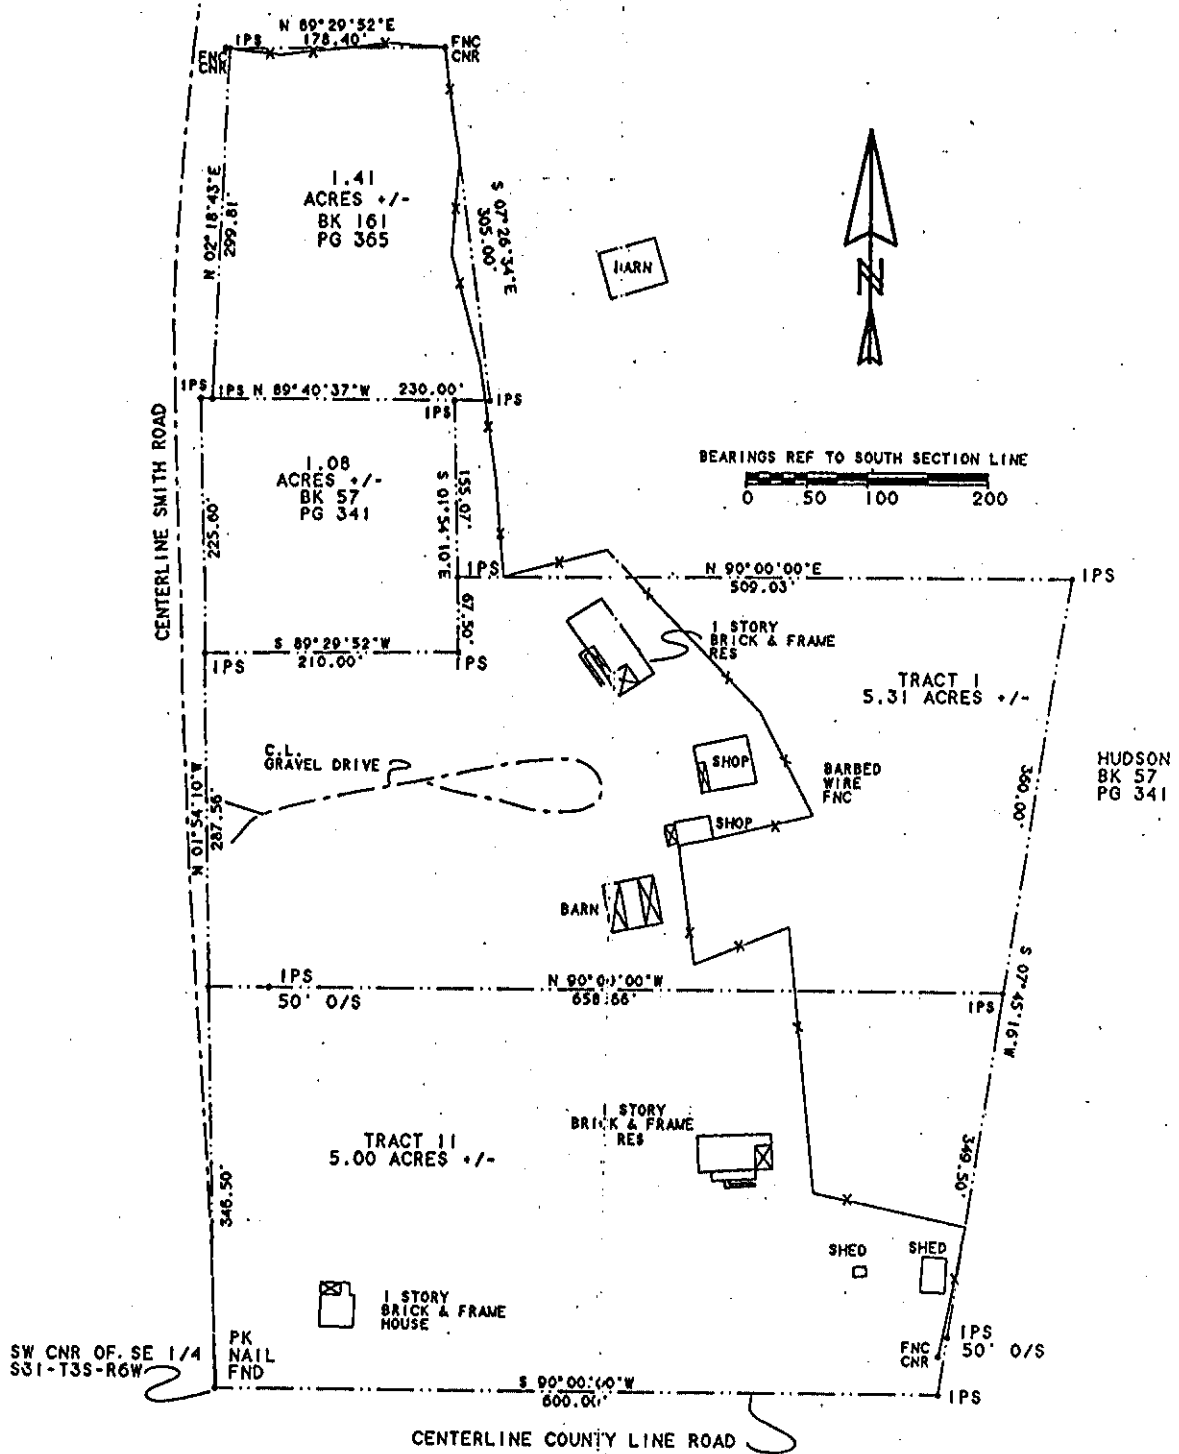 N 89°29'52"E
178.40'
IPS
FNC
CNR
FNC
CNR
N 02°18'43"E
299.81'
1.41
ACRES +/-
BK 161
PG 365
S 07°26'34"E
305.00'
BARN
N
IPS
IPS
N 89°40'37"W
230.00'
IPS
IPS
CENTERLINE SMITH ROAD
1.08
ACRES +/-
BK 57
PG 341
225.60'
155.07'
S 01°54'10"E
67.50'
BEARINGS REF TO SOUTH SECTION LINE
0 50 100 200
IPS
N 90°00'00"E
509.03'
IPS
S 89°29'52"W
210.00'
IPS
IPS
1 STORY
BRICK & FRAME
RES
TRACT I
5.31 ACRES +/-
C.L.
GRAVEL DRIVE
SHOP
BARBED
WIRE
FNC
SHOP
HUDSON
BK 57
PG 341
360.00'
N 01°54'10"W
287.56'
BARN
IPS
50' O/S
N 90°00'00"W
658.66'
IPS
S 07°45'16"W
1 STORY
BRICK & FRAME
RES
TRACT II
5.00 ACRES +/-
349.50'
346.50'
SHED
SHED
1 STORY
BRICK & FRAME
HOUSE
IPS
50' O/S
FNC
CNR
PK
NAIL
FND
SW CNR OF. SE 1/4
S31-T3S-R6W
S 90°00'00"W
600.00'
IPS
CENTERLINE COUNTY LINE ROAD